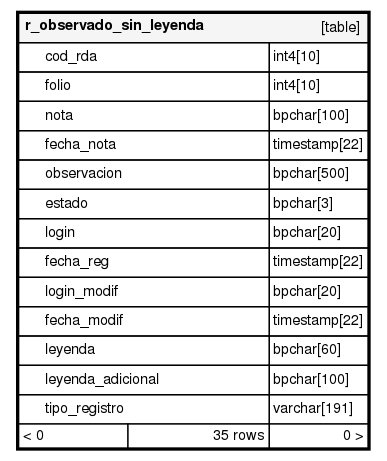 r_observado_sin_leyenda [table]
cod_rda int4[10]
folio int4[10]
nota bpchar[100]
fecha_nota timestamp[22]
observacion bpchar[500]
estado bpchar[3]
login bpchar[20]
fecha_reg timestamp[22]
login_modif bpchar[20]
fecha_modif timestamp[22]
leyenda bpchar[60]
leyenda_adicional bpchar[100]
tipo_registro varchar[191]
< 0 35 rows 0 >